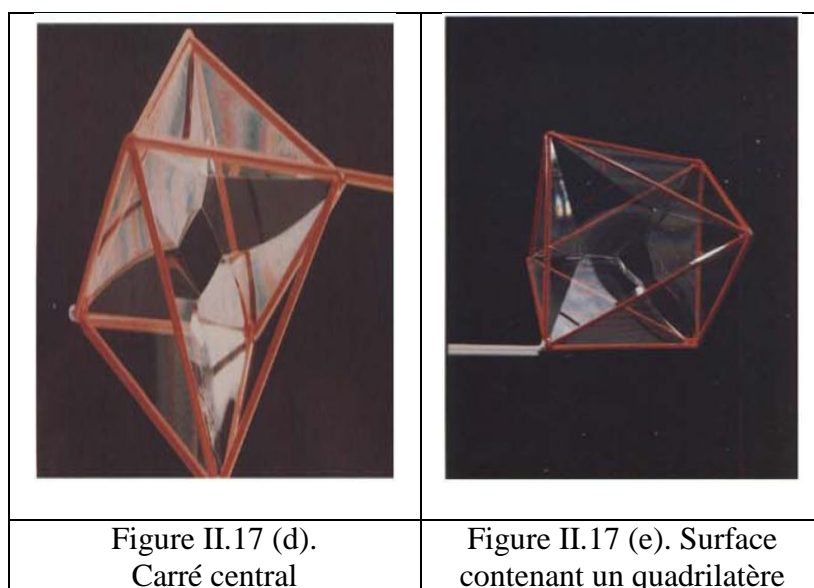 Figure II.17 (d).
Carré central
Figure II.17 (e). Surface
contenant un quadrilatère